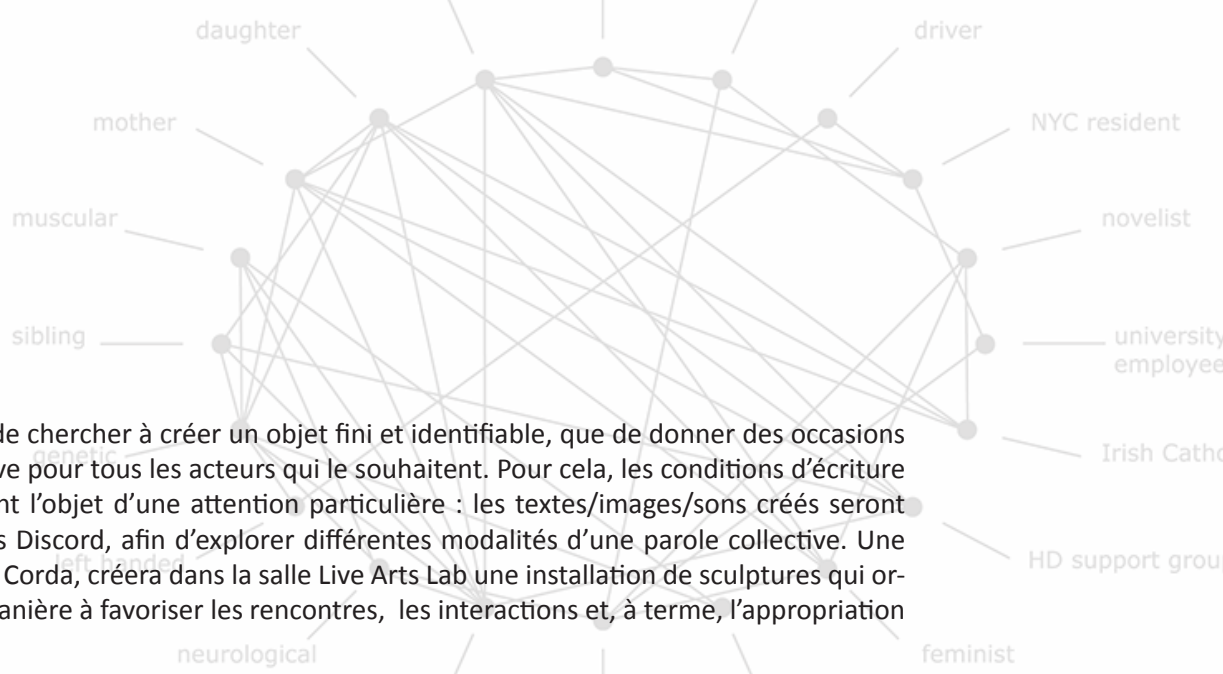 daughter
driver
mother
NYC resident
muscular
novelist
sibling
university
employee
de chercher à créer un objet fini et identifiable, que de donner des occasions
genetic
ve pour tous les acteurs qui le souhaitent. Pour cela, les conditions d'écriture
Irish Catho
nt l'objet d'une attention particulière : les textes/images/sons créés seront
s Discord, afin d'explorer différentes modalités d'une parole collective. Une
left handed
HD support group
Corda, créera dans la salle Live Arts Lab une installation de sculptures qui or-
anière à favoriser les rencontres, les interactions et, à terme, l'appropriation
neurological
feminist